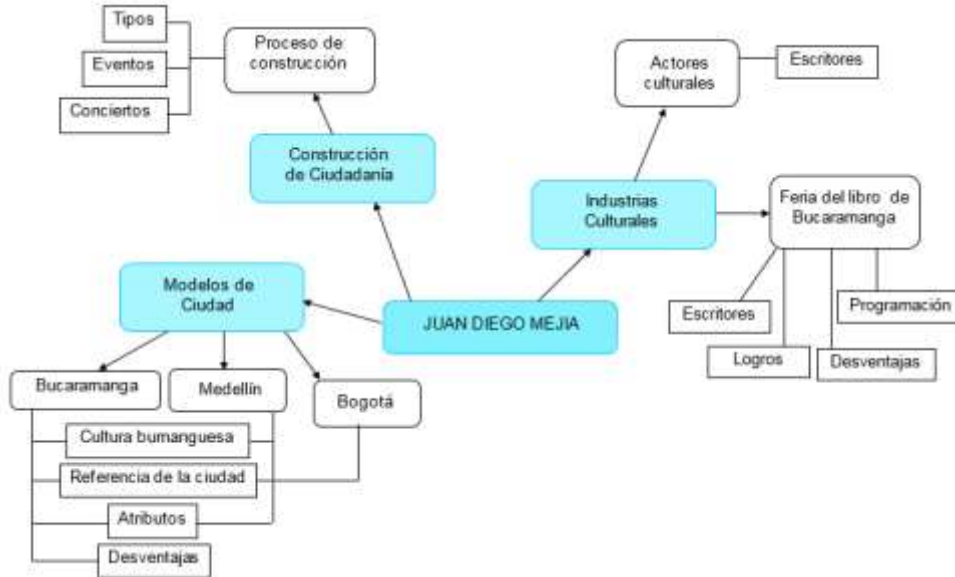 Tipos
Eventos
Conciertos
Proceso de
construcción
Actores
culturales
Escritores
Construcción
de Ciudadanía
Industrias
Culturales
Feria del libro de
Bucaramanga
Modelos de
Ciudad
JUAN DIEGO MEJIA
Escritores
Logros
Desventajas
Programación
Bucaramanga
Medellín
Bogotá
Cultura bumanguesa
Referencia de la ciudad
Atributos
Desventajas